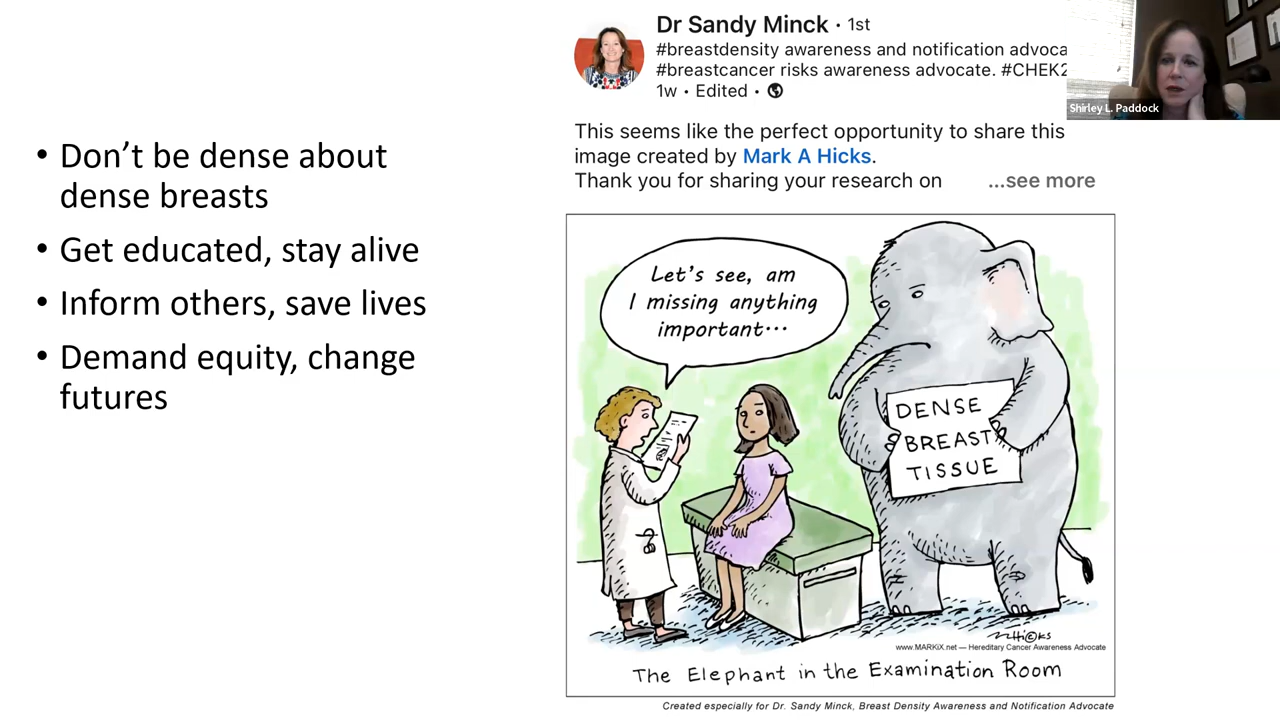 • Don’t be dense about
dense breasts
• Get educated, stay alive
• Inform others, save lives
• Demand equity, change
futures
Dr Sandy Minck · 1st
#breastdensity awareness and notification advoca
#breastcancer risks awareness advocate. #CHEK2
1w • Edited •
Shirley L. Paddock
This seems like the perfect opportunity to share this
image created by Mark A Hicks.
Thank you for sharing your research on ...see more
Let’s see, am
I missing anything
important...
DENSE
BREAST
TISSUE
MHiCKS
www.MARKiX.net — Hereditary Cancer Awareness Advocate
The Elephant in the Examination Room
Created especially for Dr. Sandy Minck, Breast Density Awareness and Notification Advocate